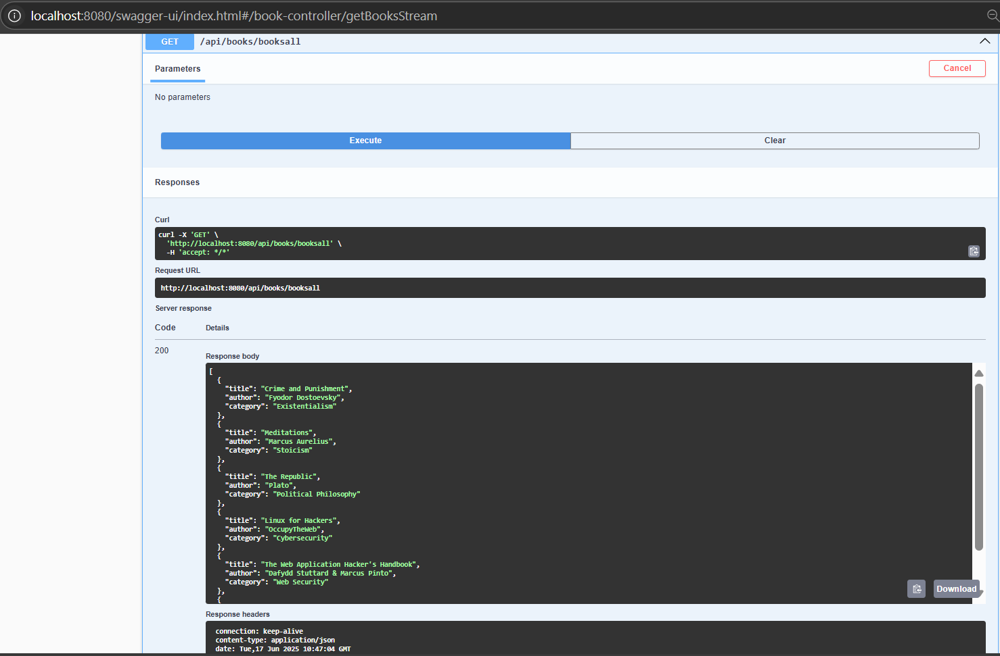 localhost:8080/swagger-ui/index.html#/book-controller/getBooksStream
GET /api/books/booksall
Parameters
Cancel
No parameters
Execute
Clear
Responses
Curl
curl -X 'GET' \
  'http://localhost:8080/api/books/booksall' \
  -H 'accept: */*'
Request URL
http://localhost:8080/api/books/booksall
Server response
Code Details
200
Response body
[
  {
    "title": "Crime and Punishment",
    "author": "Fyodor Dostoevsky",
    "category": "Existentialism"
  },
  {
    "title": "Meditations",
    "author": "Marcus Aurelius",
    "category": "Stoicism"
  },
  {
    "title": "The Republic",
    "author": "Plato",
    "category": "Political Philosophy"
  },
  {
    "title": "Linux for Hackers",
    "author": "OccupyTheWeb",
    "category": "Cybersecurity"
  },
  {
    "title": "The Web Application Hacker's Handbook",
    "author": "Dafydd Stuttard & Marcus Pinto",
    "category": "Web Security"
  },
  {
Download
Response headers
connection: keep-alive
content-type: application/json
date: Tue,17 Jun 2025 10:47:04 GMT